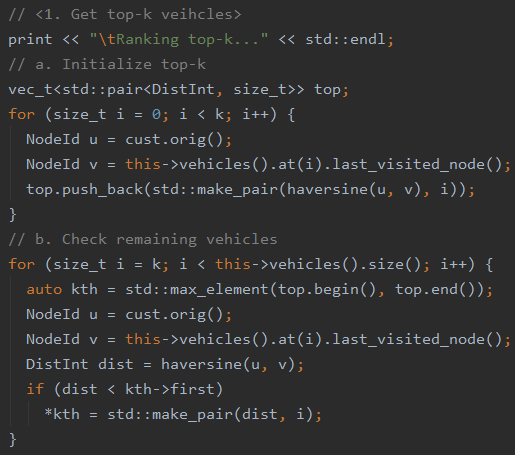 // <1. Get top-k veihcles>
print << "\tRanking top-k..." << std::endl;
// a. Initialize top-k
vec_t<std::pair<DistInt, size_t>> top;
for (size_t i = 0; i < k; i++) {
  NodeId u = cust.orig();
  NodeId v = this->vehicles().at(i).last_visited_node();
  top.push_back(std::make_pair(haversine(u, v), i));
}
// b. Check remaining vehicles
for (size_t i = k; i < this->vehicles().size(); i++) {
  auto kth = std::max_element(top.begin(), top.end());
  NodeId u = cust.orig();
  NodeId v = this->vehicles().at(i).last_visited_node();
  DistInt dist = haversine(u, v);
  if (dist < kth->first)
    *kth = std::make_pair(dist, i);
}